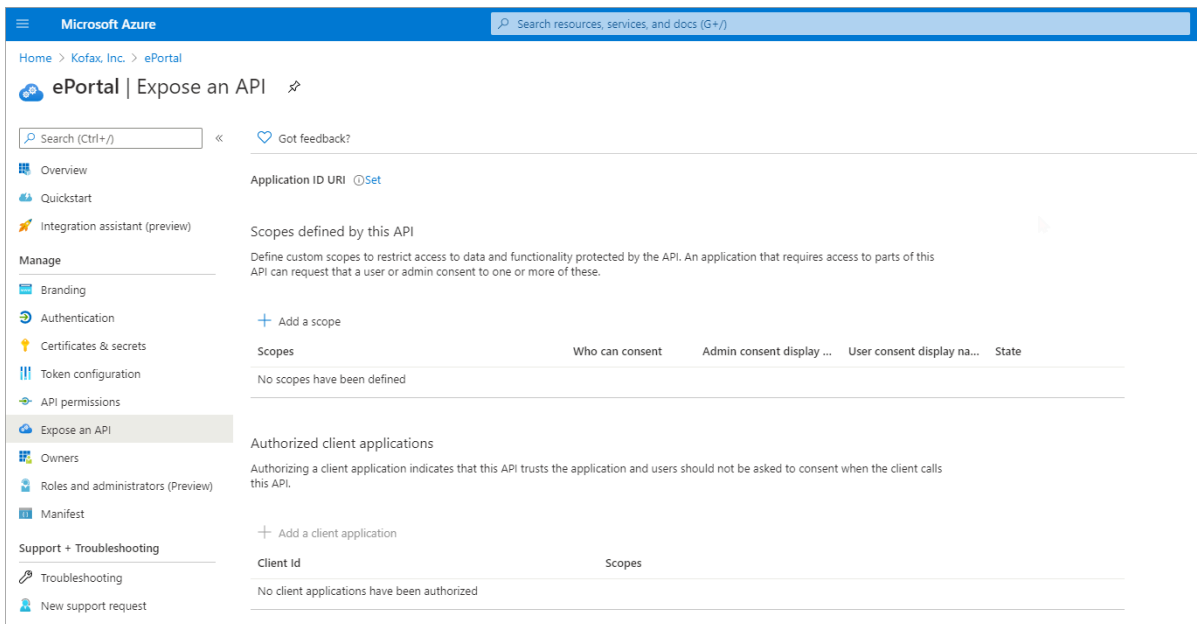 Microsoft Azure
Search resources, services, and docs (G+/)
Home > Kofax, Inc. > ePortal
ePortal | Expose an API
Search (Ctrl+/)
«
Overview
Quickstart
Integration assistant (preview)
Manage
Branding
Authentication
Certificates & secrets
Token configuration
API permissions
Expose an API
Owners
Roles and administrators (Preview)
Manifest
Support + Troubleshooting
Troubleshooting
New support request
Got feedback?
Application ID URI Set
Scopes defined by this API
Define custom scopes to restrict access to data and functionality protected by the API. An application that requires access to parts of this
API can request that a user or admin consent to one or more of these.
+ Add a scope
Scopes Who can consent Admin consent display ... User consent display na... State
No scopes have been defined
Authorized client applications
Authorizing a client application indicates that this API trusts the application and users should not be asked to consent when the client calls
this API.
+ Add a client application
Client Id Scopes
No client applications have been authorized